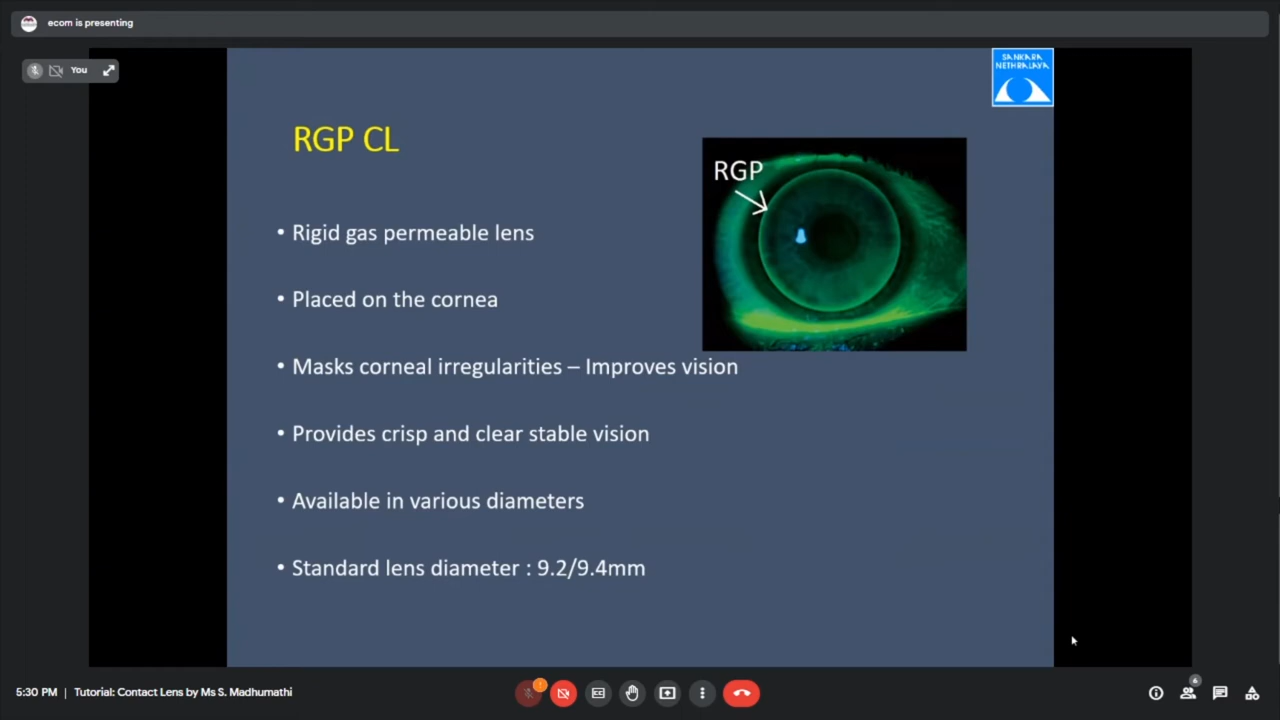 ecom is presenting
You
SANKARA
NETHRALAYA
RGP CL
RGP
• Rigid gas permeable lens
• Placed on the cornea
• Masks corneal irregularities – Improves vision
• Provides crisp and clear stable vision
• Available in various diameters
• Standard lens diameter : 9.2/9.4mm
5:30 PM | Tutorial: Contact Lens by Ms S. Madhumathi
6